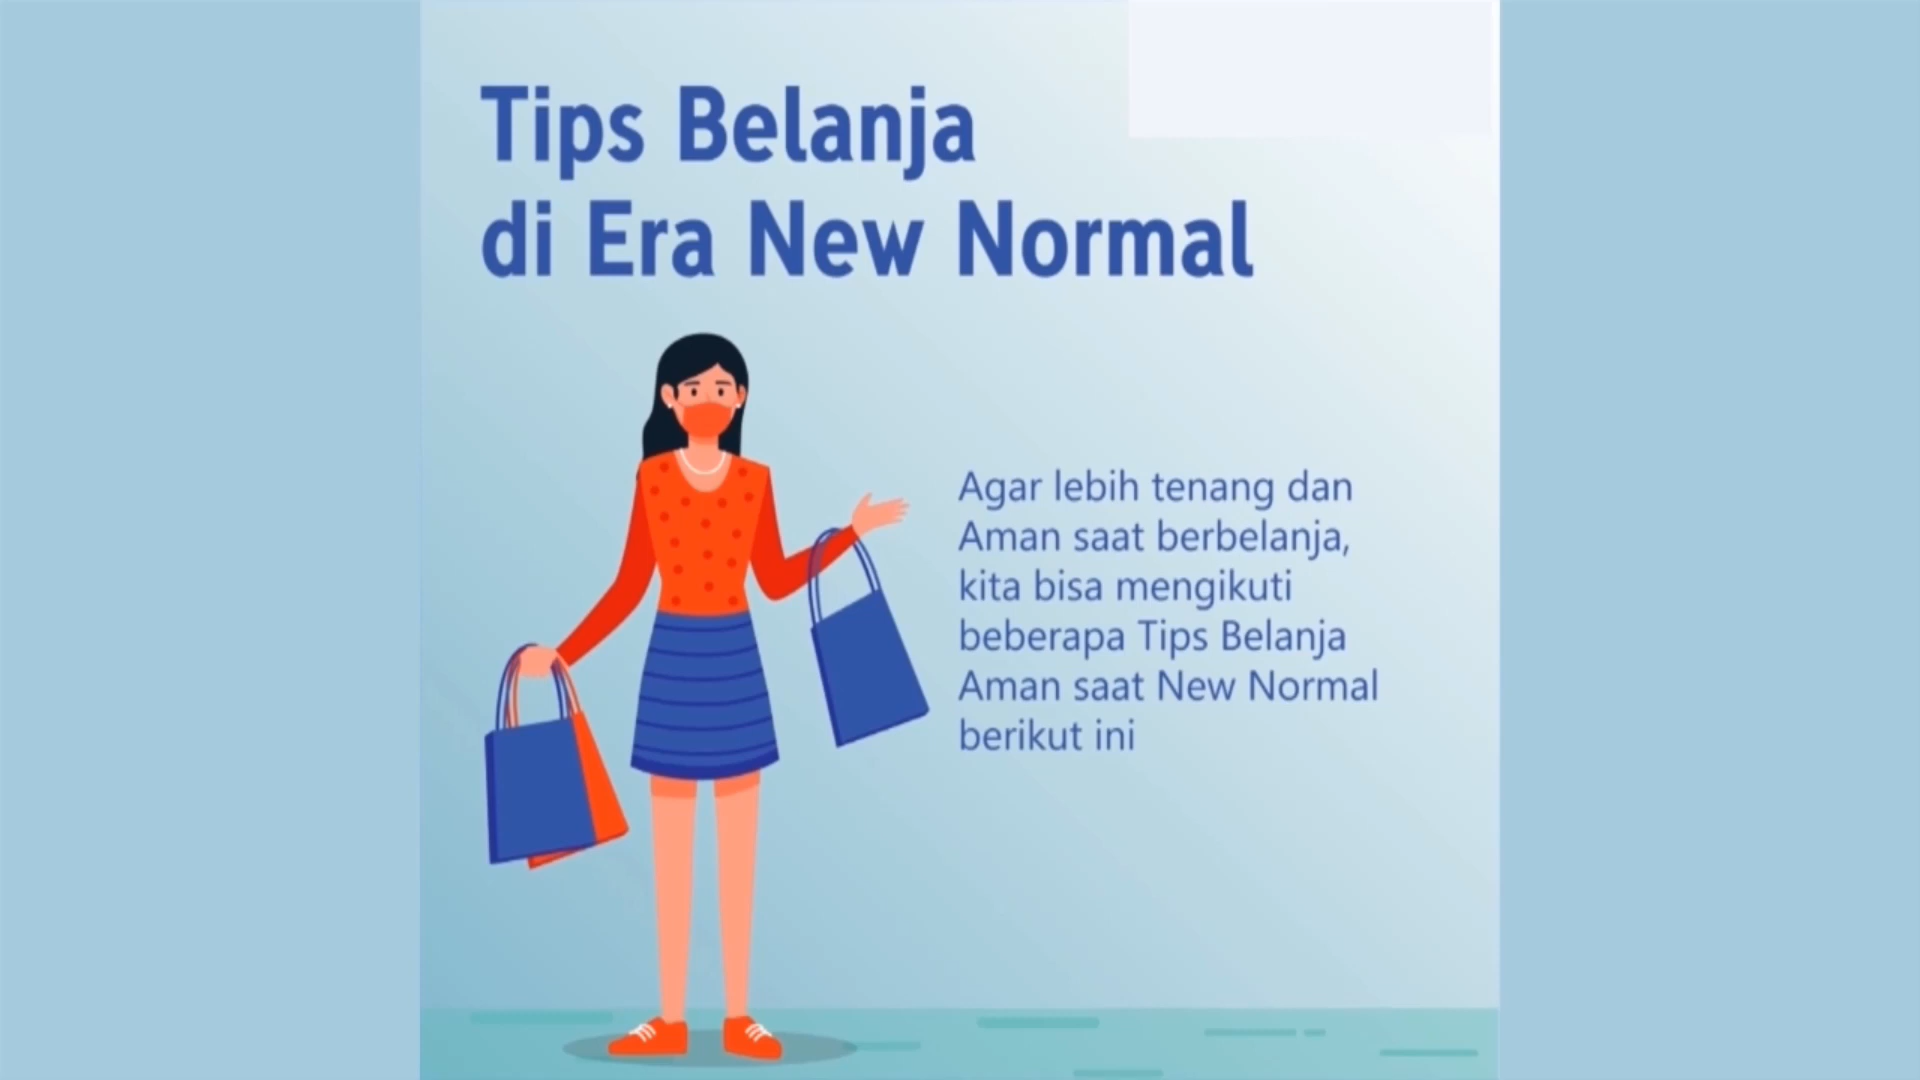 Tips Belanja
di Era New Normal
Agar lebih tenang dan
Aman saat berbelanja,
kita bisa mengikuti
beberapa Tips Belanja
Aman saat New Normal
berikut ini